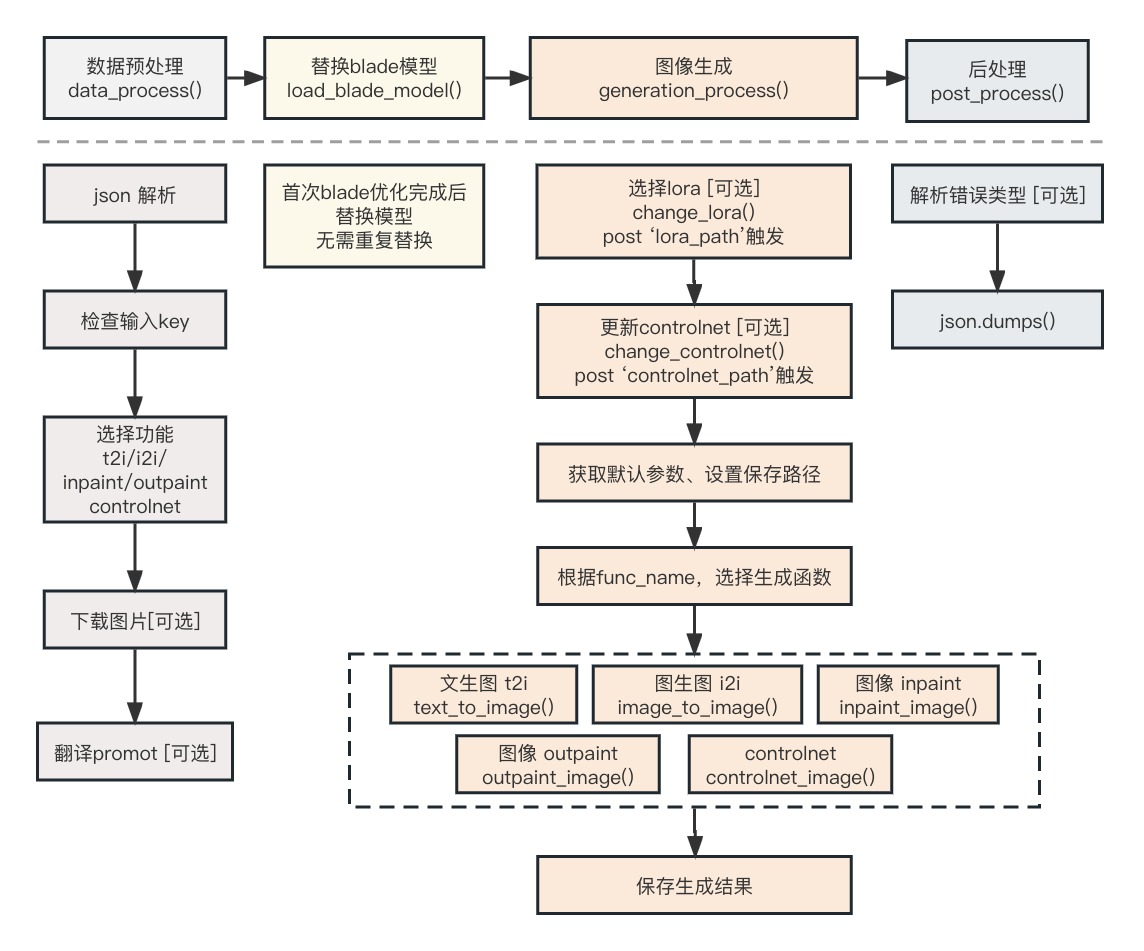 数据预处理
data_process()
替换blade模型
load_blade_model()
图像生成
generation_process()
后处理
post_process()
json 解析
检查输入key
选择功能
t2i/i2i/
inpaint/outpaint
controlnet
下载图片[可选]
翻译promot [可选]
首次blade优化完成后
替换模型
无需重复替换
选择lora [可选]
change_lora()
post ‘lora_path’触发
更新controlnet [可选]
change_controlnet()
post ‘controlnet_path’触发
获取默认参数、设置保存路径
根据func_name，选择生成函数
文生图 t2i
text_to_image()
图生图 i2i
image_to_image()
图像 inpaint
inpaint_image()
图像 outpaint
outpaint_image()
controlnet
controlnet_image()
保存生成结果
解析错误类型 [可选]
json.dumps()